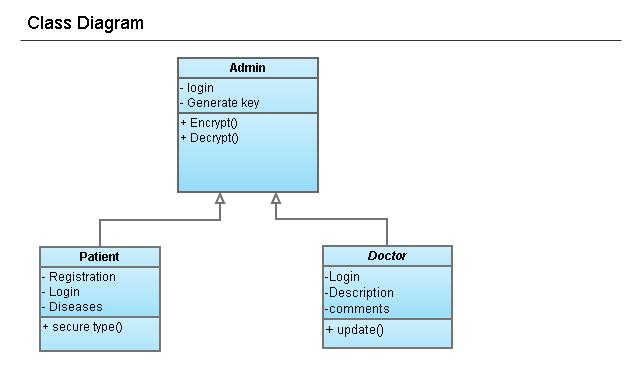 Class Diagram
Admin
- login
- Generate key
+ Encrypt()
+ Decrypt()
Patient
- Registration
- Login
- Diseases
+ secure type()
Doctor
-Login
-Description
-comments
+ update()